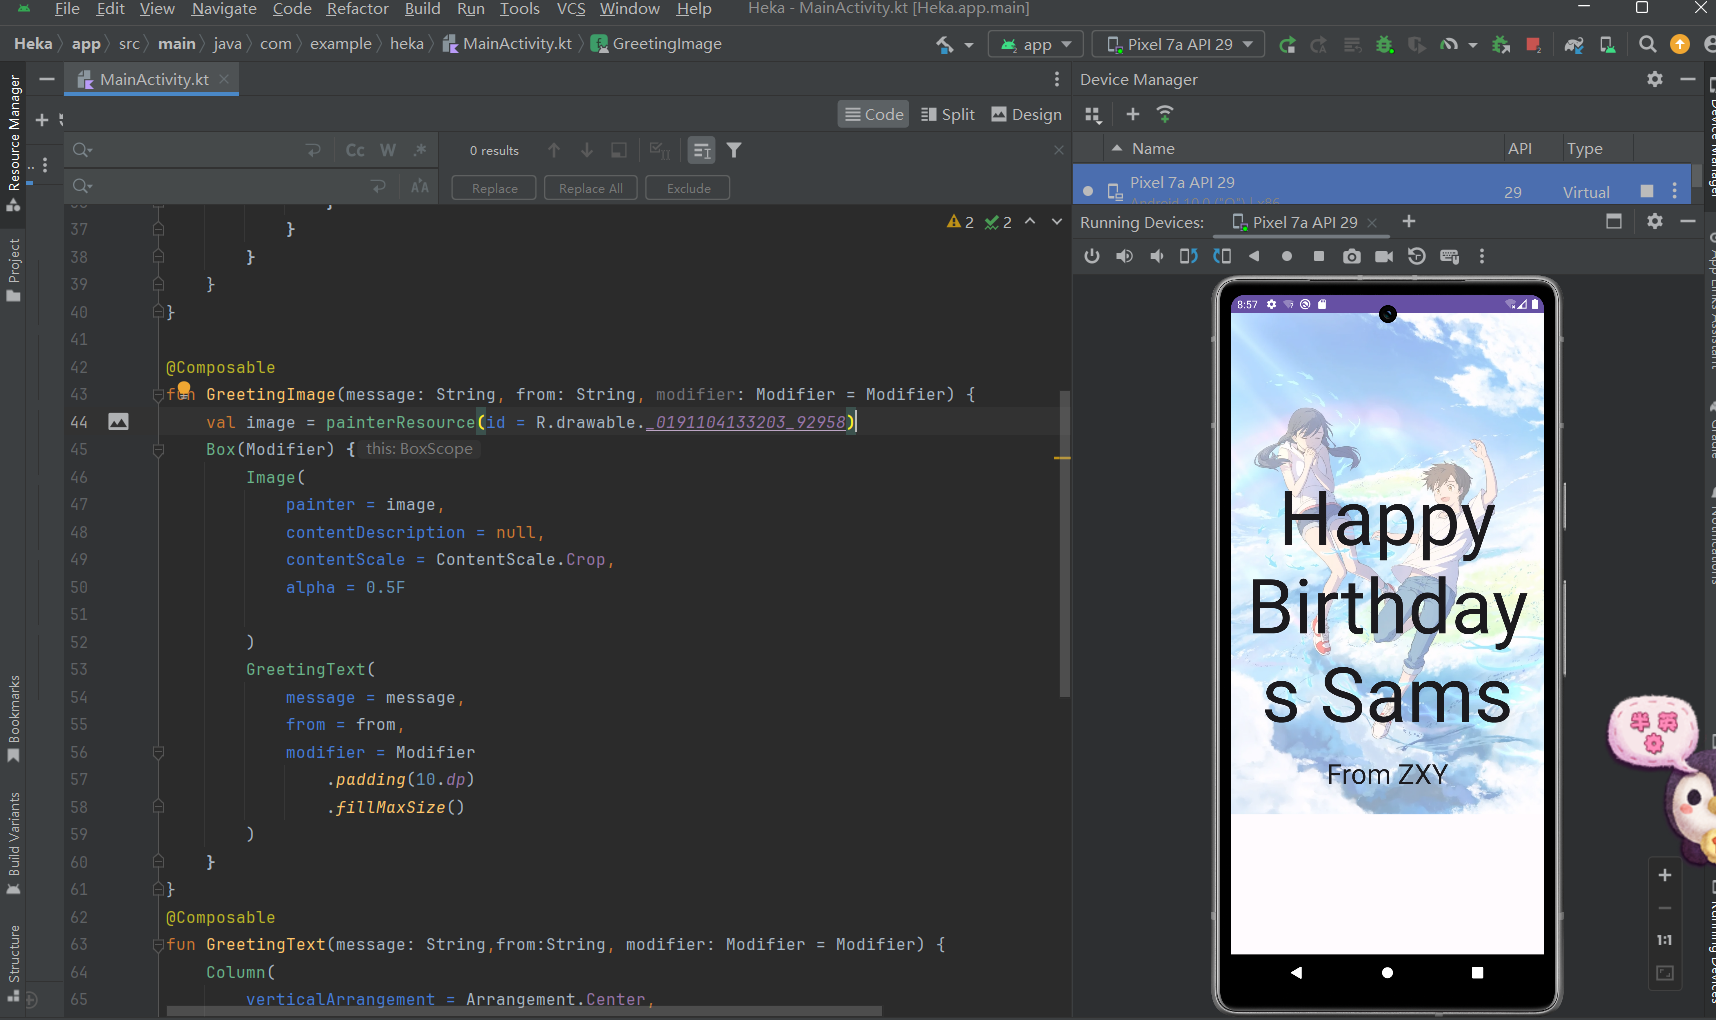 File Edit View Navigate Code Refactor Build Run Tools VCS Window Help Heka - MainActivity.kt [Heka.app.main]
Heka app src main java com example heka MainActivity.kt GreetingImage app Pixel 7a API 29
MainActivity.kt
Device Manager
Code Split Design
Cc W .*
0 results
Replace Replace All Exclude
Name API Type
Pixel 7a API 29
29 Virtual
Running Devices: Pixel 7a API 29
2 2
37 }
38 }
39 }
40 }
41
42 @Composable
43 fun GreetingImage(message: String, from: String, modifier: Modifier = Modifier) {
44 val image = painterResource(id = R.drawable._0191104133203_92958)
45 Box(Modifier) { this: BoxScope
46 Image(
47 painter = image,
48 contentDescription = null,
49 contentScale = ContentScale.Crop,
50 alpha = 0.5F
51
52 )
53 GreetingText(
54 message = message,
55 from = from,
56 modifier = Modifier
57 .padding(10.dp)
58 .fillMaxSize()
59 )
60 }
61 }
62 @Composable
63 fun GreetingText(message: String,from:String, modifier: Modifier = Modifier) {
64 Column(
65 verticalArrangement = Arrangement.Center,
Resource Manager
Project
Bookmarks
Build Variants
Structure
8:57
Happy
Birthday
s Sams
From ZXY
1:1
Device Manager
Gradle
Notifications
Running Devices